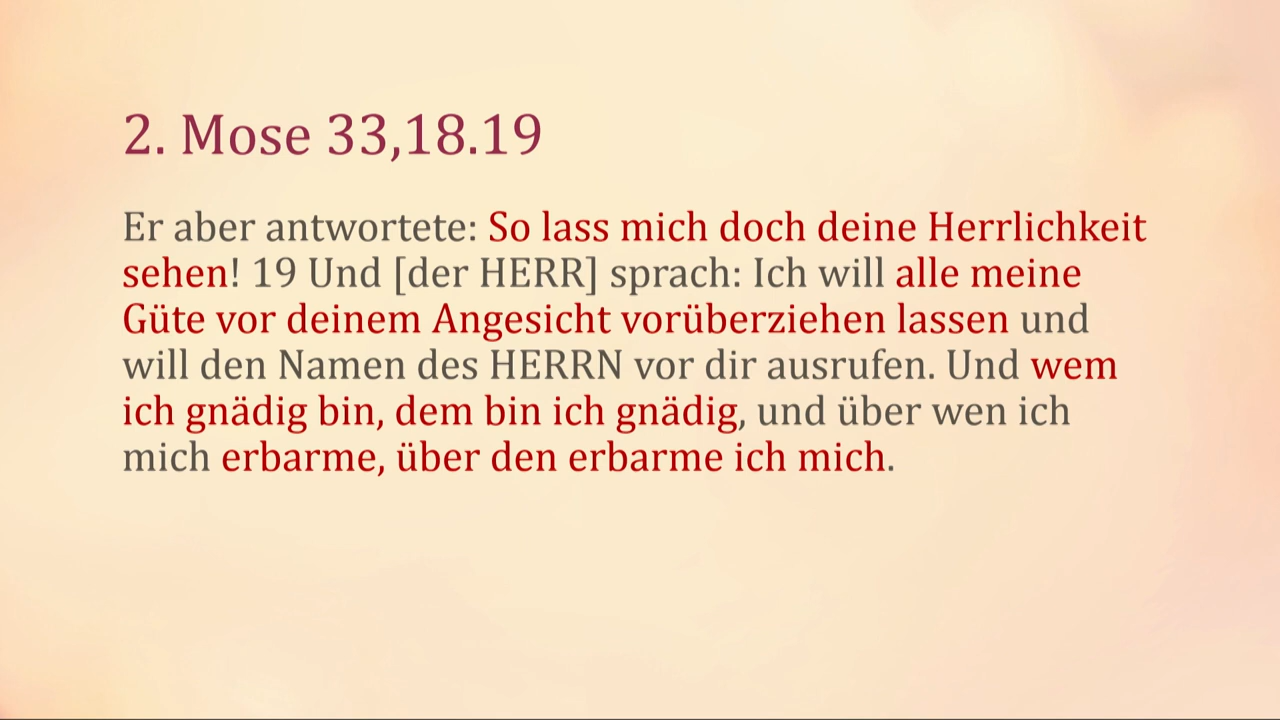 2. Mose 33,18.19
Er aber antwortete: So lass mich doch deine Herrlichkeit
sehen! 19 Und [der HERR] sprach: Ich will alle meine
Güte vor deinem Angesicht vorüberziehen lassen und
will den Namen des HERRN vor dir ausrufen. Und wem
ich gnädig bin, dem bin ich gnädig, und über wen ich
mich erbarme, über den erbarme ich mich.